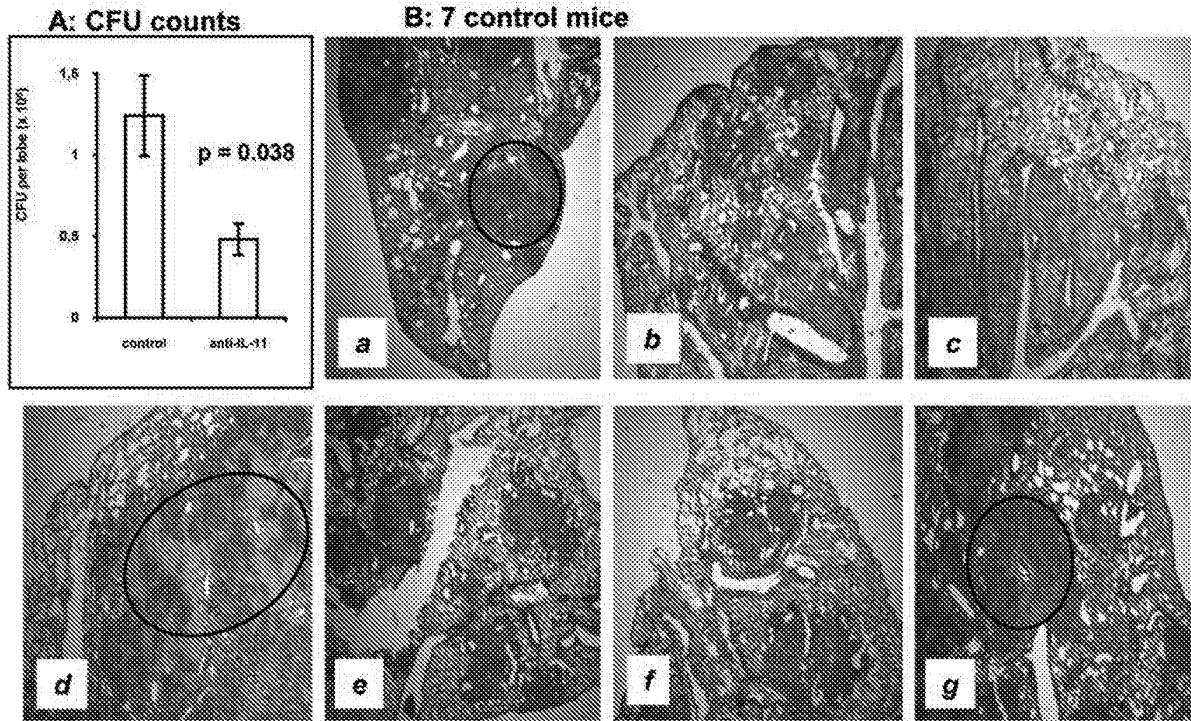 A: CFU counts
B: 7 control mice
CFU per lobe (x 10⁶)
1,5
1
0,5
0
p = 0.038
control
anti-IL-11
a
b
c
d
e
f
g